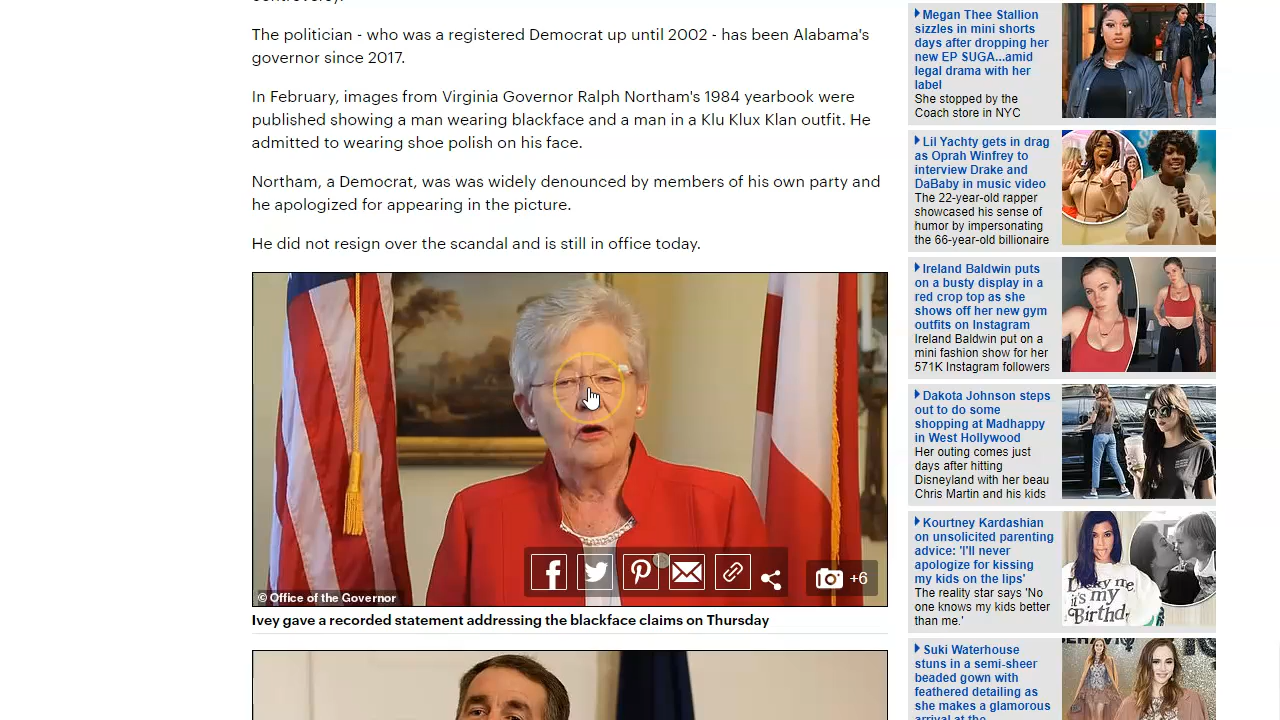 The politician - who was a registered Democrat up until 2002 - has been Alabama's
governor since 2017.
In February, images from Virginia Governor Ralph Northam's 1984 yearbook were
published showing a man wearing blackface and a man in a Klu Klux Klan outfit. He
admitted to wearing shoe polish on his face.
Northam, a Democrat, was was widely denounced by members of his own party and
he apologized for appearing in the picture.
He did not resign over the scandal and is still in office today.
+6
© Office of the Governor
Ivey gave a recorded statement addressing the blackface claims on Thursday
Megan Thee Stallion
sizzles in mini shorts
days after dropping her
new EP SUGA...amid
legal drama with her
label
She stopped by the
Coach store in NYC
Lil Yachty gets in drag
as Oprah Winfrey to
interview Drake and
DaBaby in music video
The 22-year-old rapper
showcased his sense of
humor by impersonating
the 66-year-old billionaire
Ireland Baldwin puts
on a busty display in a
red crop top as she
shows off her new gym
outfits on Instagram
Ireland Baldwin put on a
mini fashion show for her
571K Instagram followers
Dakota Johnson steps
out to do some
shopping at Madhappy
in West Hollywood
Her outing comes just
days after hitting
Disneyland with her beau
Chris Martin and his kids
Kourtney Kardashian
on unsolicited parenting
advice: 'I'll never
apologize for kissing
my kids on the lips'
The reality star says 'No
one knows my kids better
than me.'
it's my
Birthd
Suki Waterhouse
stuns in a semi-sheer
beaded gown with
feathered detailing as
she makes a glamorous
arrival at the